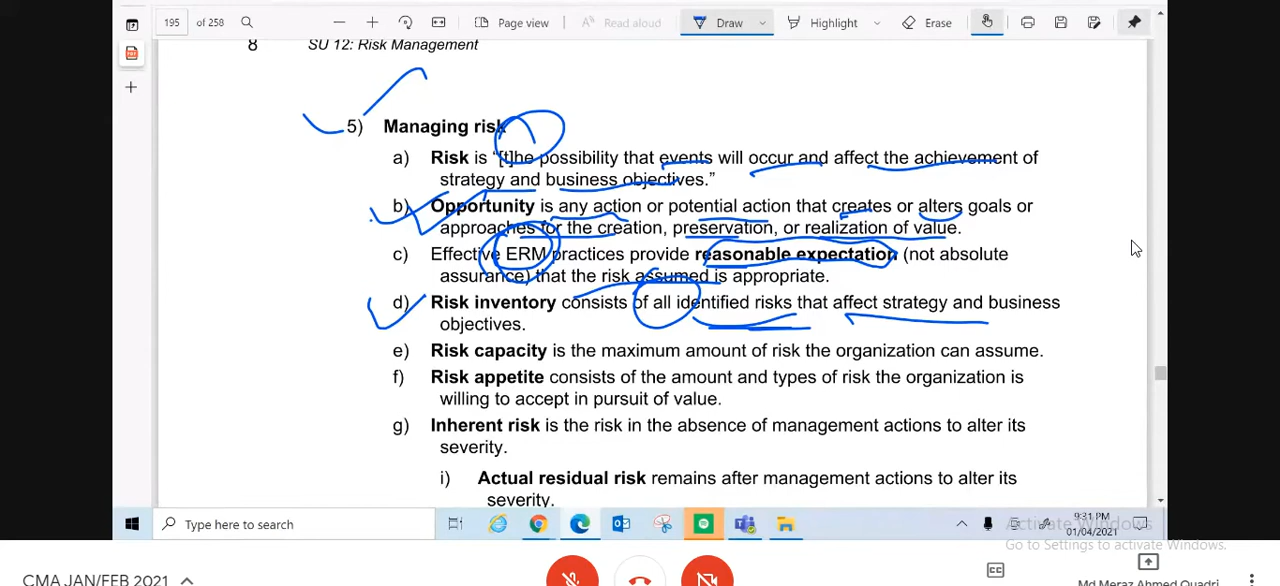 195 of 258
Page view
Read aloud
Draw
Highlight
Erase
8 SU 12: Risk Management
5) Managing risk
a) Risk is "[t]he possibility that events will occur and affect the achievement of
strategy and business objectives."
b) Opportunity is any action or potential action that creates or alters goals or
approaches for the creation, preservation, or realization of value.
c) Effective ERM practices provide reasonable expectation (not absolute
assurance) that the risk assumed is appropriate.
d) Risk inventory consists of all identified risks that affect strategy and business
objectives.
e) Risk capacity is the maximum amount of risk the organization can assume.
f) Risk appetite consists of the amount and types of risk the organization is
willing to accept in pursuit of value.
g) Inherent risk is the risk in the absence of management actions to alter its
severity.
i) Actual residual risk remains after management actions to alter its
severity.
Type here to search
9:31 PM
01/04/2021
Activate Windows
Go to Settings to activate Windows.
CMA JAN/FEB 2021
Md Meraz Ahmed Quadri